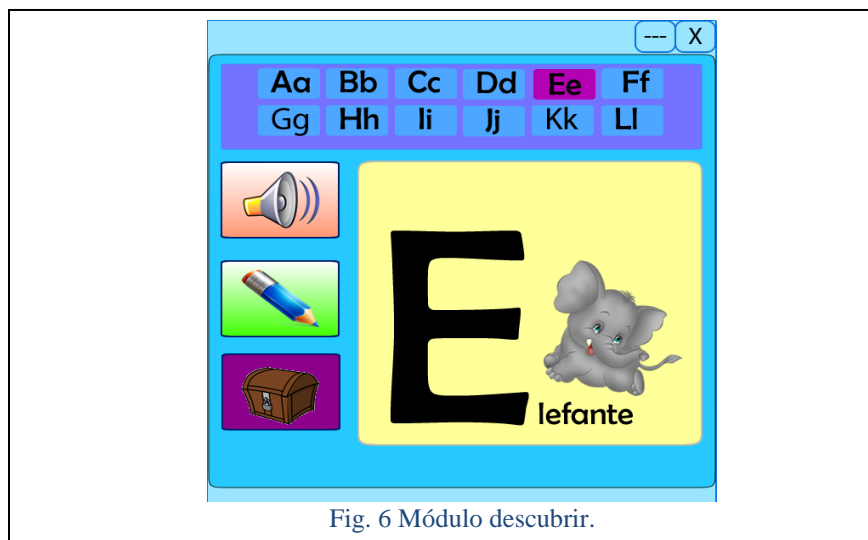 --- X
Aa Bb Cc Dd Ee Ff
Gg Hh Ii Jj Kk Ll
E
lefante
Fig. 6 Módulo descubrir.